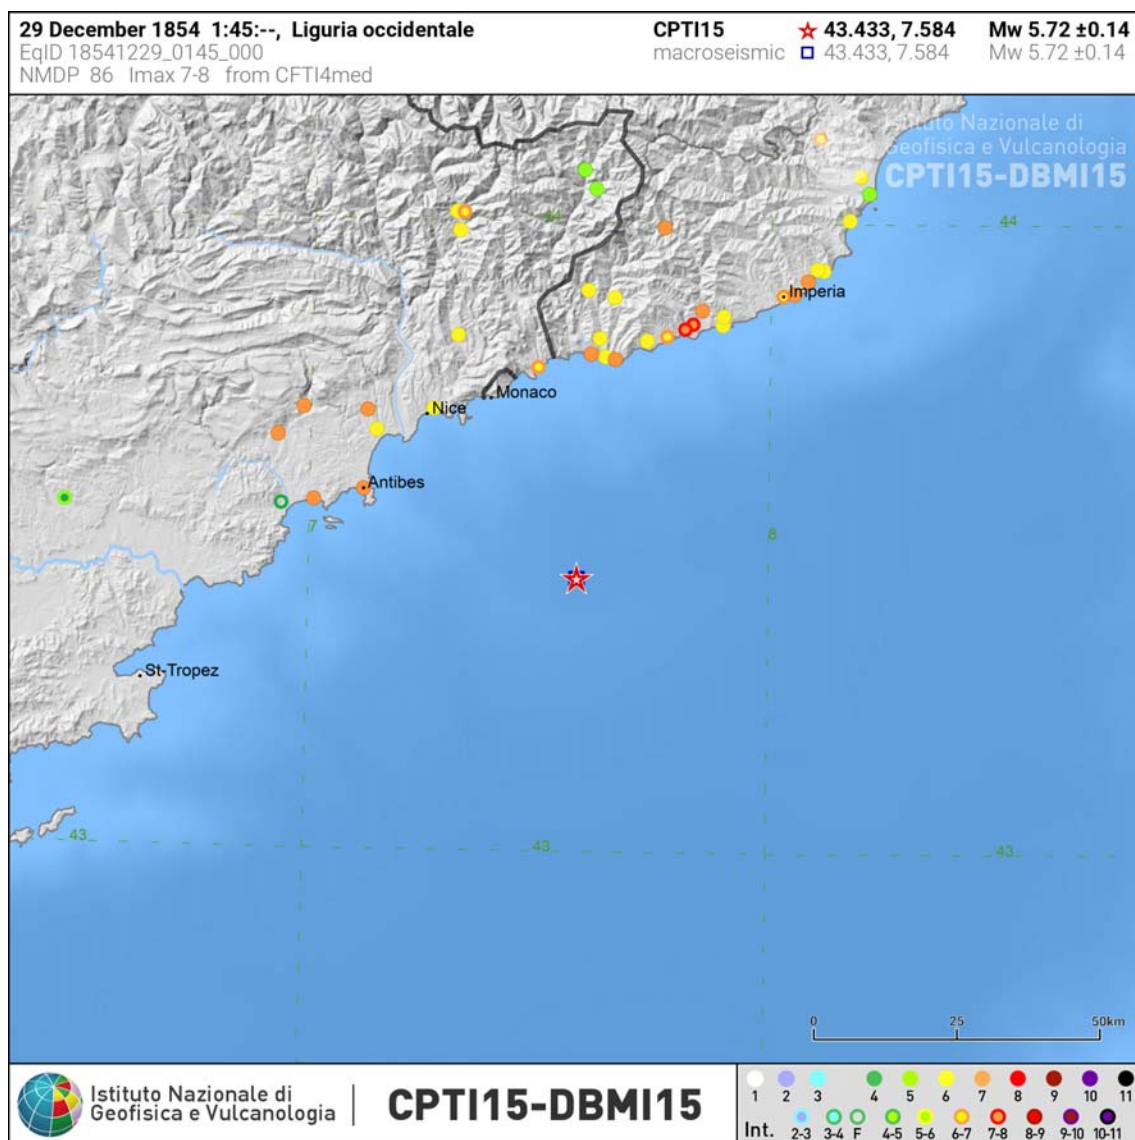 29 December 1854 1:45:--, Liguria occidentale
CPTI15 43.433, 7.584 Mw 5.72 ±0.14
EqID 18541229_0145_000
macroseismic 43.433, 7.584 Mw 5.72 ±0.14
NMDP 86 Imax 7-8 from CFTI4med
Istituto Nazionale di
Geofisica e Vulcanologia
CPTI15-DBMI15
44
44
Imperia
Monaco
Nice
Antibes
7
8
St-Tropez
43
43
43
0 25 50km
Istituto Nazionale di
Geofisica e Vulcanologia
CPTI15-DBMI15
1 2 3 4 5 6 7 8 9 10 11
Int. 2-3 3-4 F 4-5 5-6 6-7 7-8 8-9 9-10 10-11